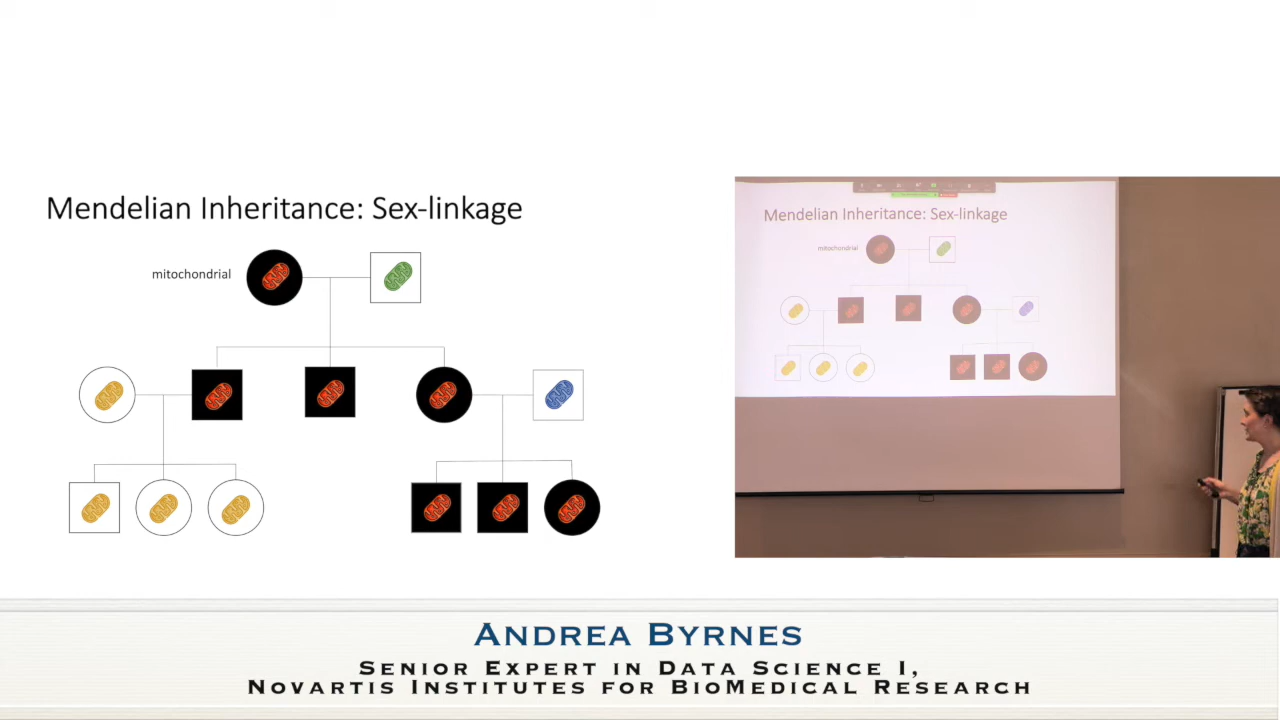 Mendelian Inheritance: Sex-linkage
mitochondrial
Mendelian Inheritance: Sex-linkage
mitochondrial
ANDREA BYRNES
SENIOR EXPERT IN DATA SCIENCE I,
NOVARTIS INSTITUTES FOR BIOMEDICAL RESEARCH